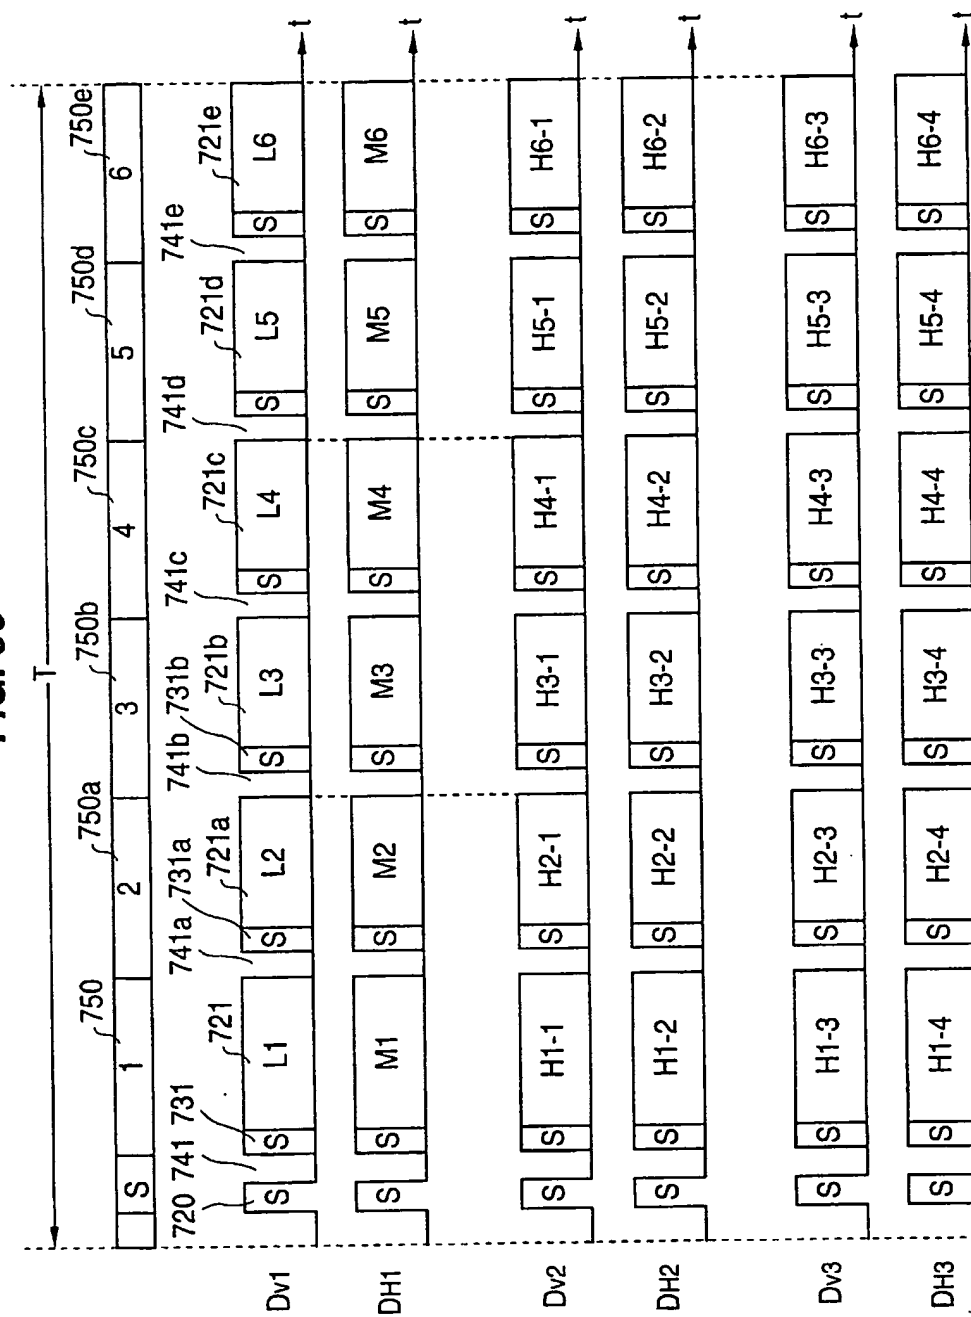 T
S 1 2 3 4 5 6
750 750a 750b 750c 750d 750e
720 741 731 721 741a 731a 721a 741b 731b 721b 741c 721c 741d 721d 741e 721e
Dv1 S S L1 S L2 S L3 S L4 S L5 S L6 t
DH1 S S M1 S M2 S M3 S M4 S M5 S M6 t
Dv2 S S H1-1 S H2-1 S H3-1 S H4-1 S H5-1 S H6-1 t
DH2 S S H1-2 S H2-2 S H3-2 S H4-2 S H5-2 S H6-2 t
Dv3 S S H1-3 S H2-3 S H3-3 S H4-3 S H5-3 S H6-3 t
DH3 S S H1-4 S H2-4 S H3-4 S H4-4 S H5-4 S H6-4 t